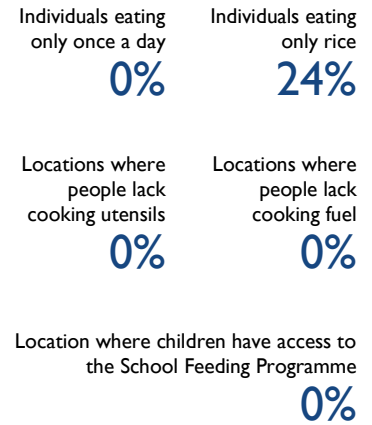 Individuals eating
only once a day
0%
Individuals eating
only rice
24%
Locations where
people lack
cooking utensils
0%
Locations where
people lack
cooking fuel
0%
Location where children have access to
the School Feeding Programme
0%